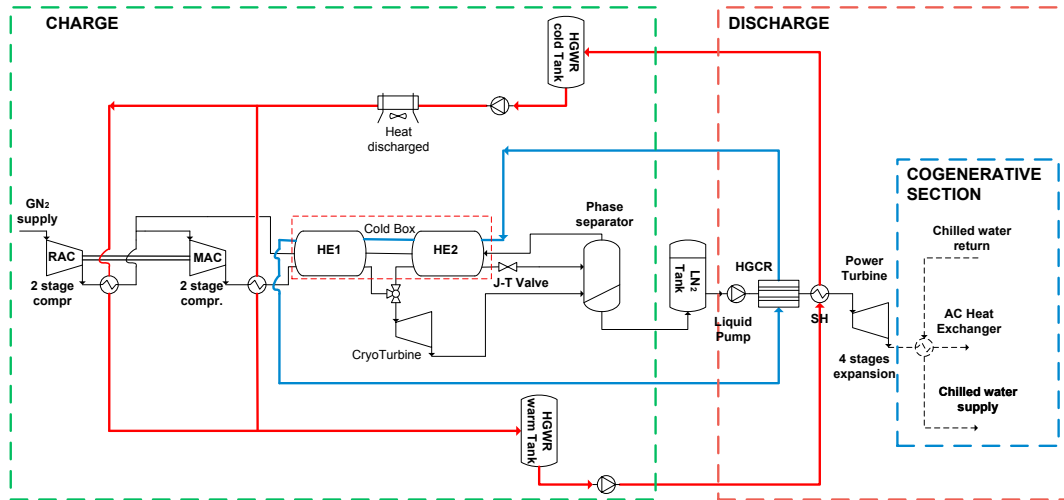 CHARGE
DISCHARGE
HGWR
cold Tank
Heat
discharged
COGENERATIVE
SECTION
GN2
supply
RAC
2 stage
compr
MAC
2 stage
compr.
Cold Box
HE1
HE2
J-T Valve
CryoTurbine
Phase
separator
LN2
Tank
Liquid
Pump
HGCR
SH
Power
Turbine
4 stages
expansion
Chilled water
return
AC Heat
Exchanger
Chilled water
supply
HGWR
warm Tank